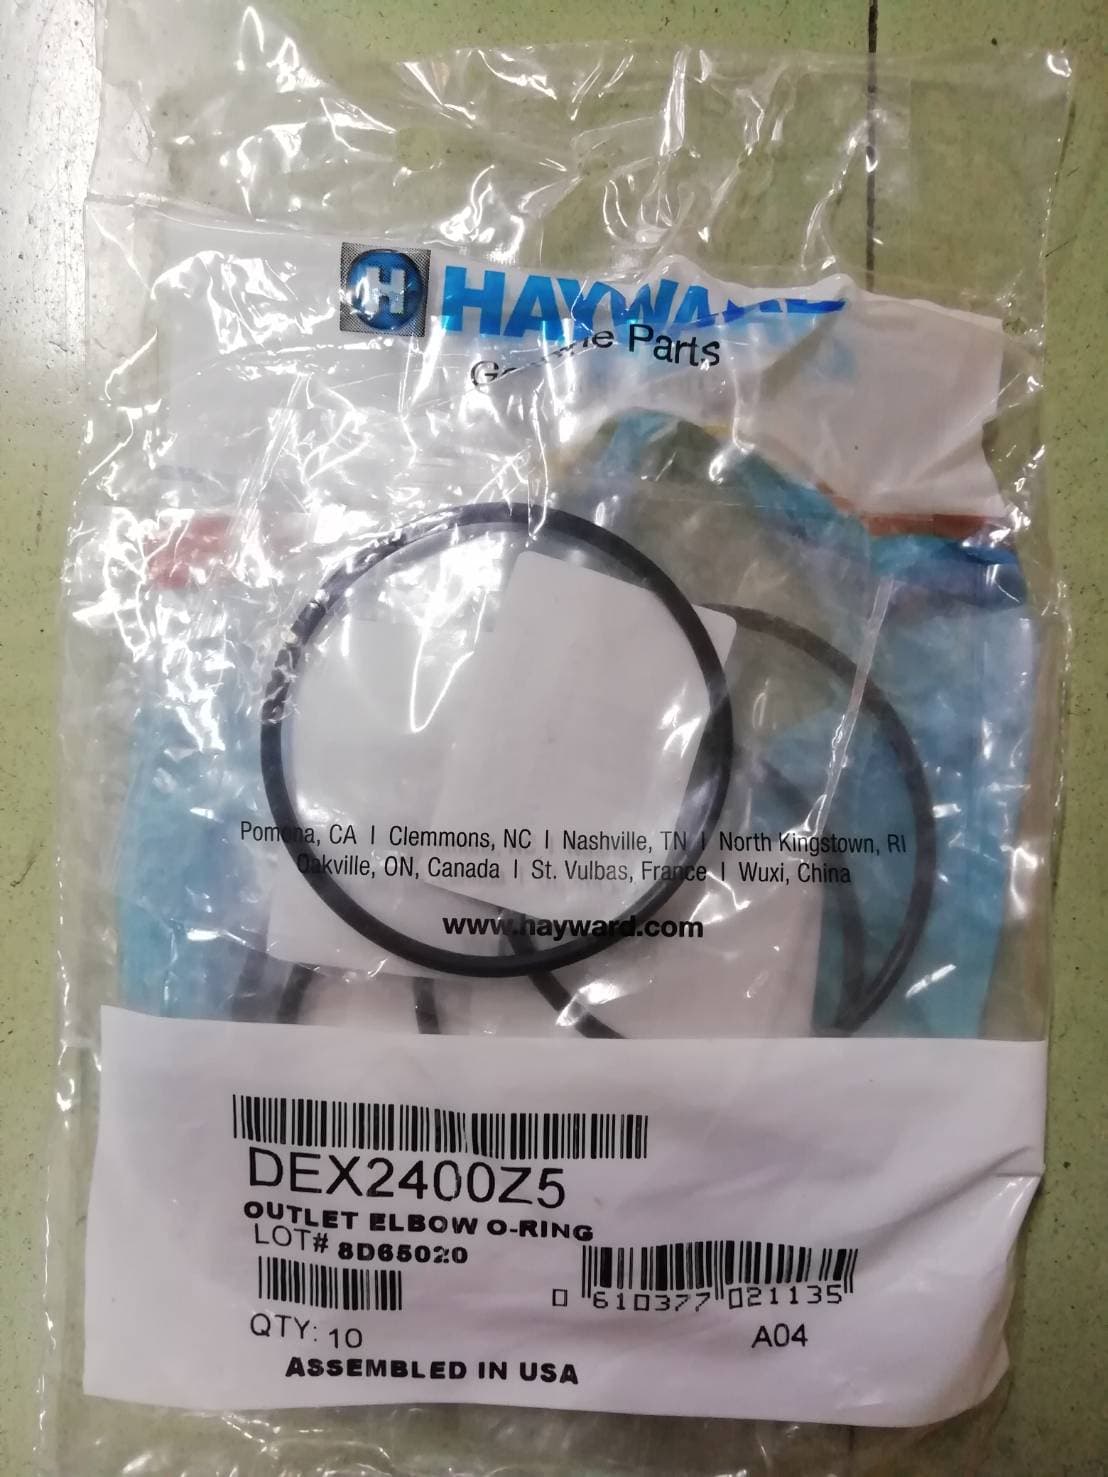 H HAYWARD
Genuine Parts
Pomona, CA | Clemmons, NC | Nashville, TN | North Kingstown, RI
Oakville, ON, Canada | St. Vulbas, France | Wuxi, China
www.hayward.com
DEX2400Z5
OUTLET ELBOW O-RING
LOT# 8D65020
0 610377 021135
QTY: 10
A04
ASSEMBLED IN USA